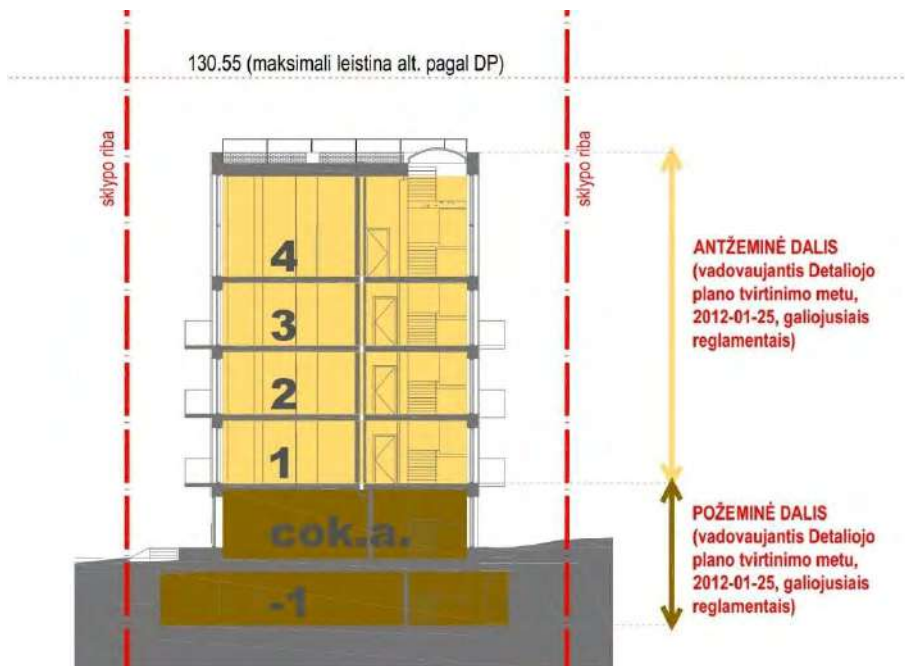 130.55 (maksimali leistina alt. pagal DP)
sklypo riba
sklypo riba
4
3
2
1
cok.a.
-1
ANTŽEMINĖ DALIS
(vadovaujantis Detaliojo
plano tvirtinimo metu,
2012-01-25, galiojusiais
reglamentais)
POŽEMINĖ DALIS
(vadovaujantis Detaliojo
plano tvirtinimo metu,
2012-01-25, galiojusiais
reglamentais)